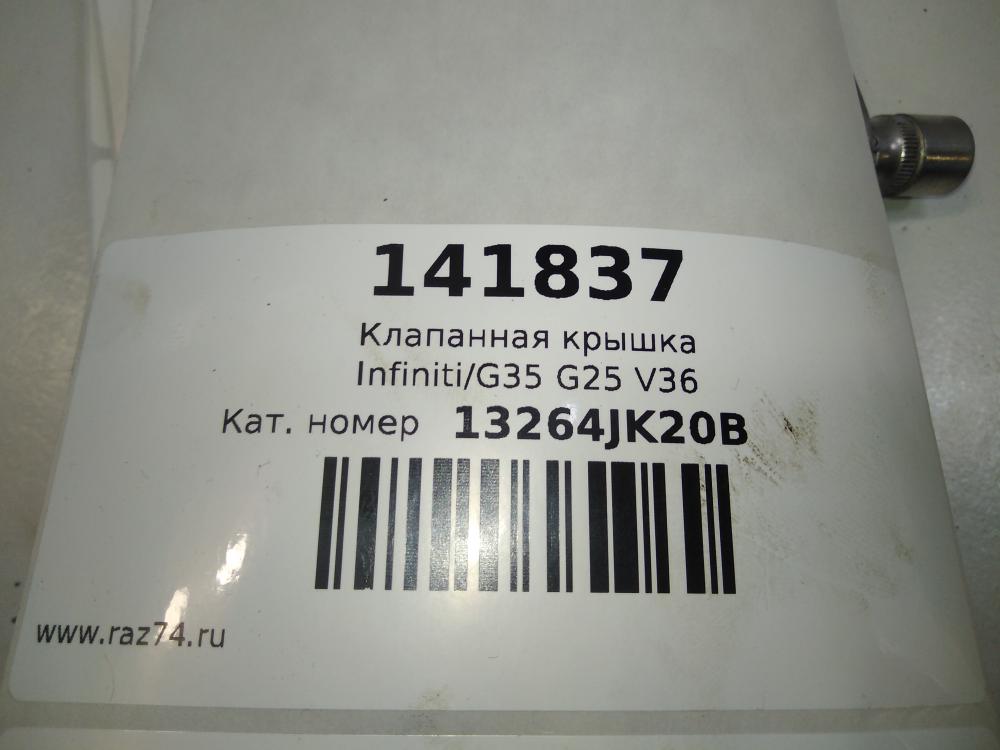 141837
Клапанная крышка
Infiniti/G35 G25 V36
Кат. номер 13264JK20B
www.raz74.ru